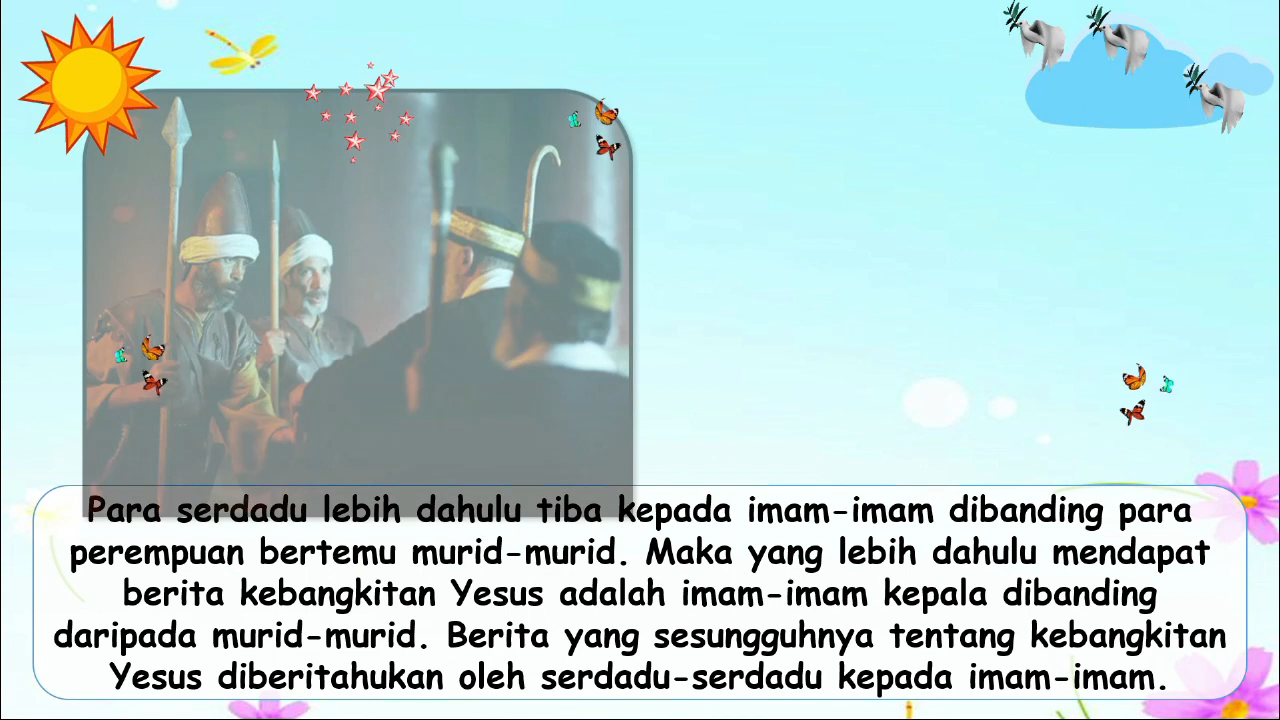 Para serdadu lebih dahulu tiba kepada imam-imam dibanding para
perempuan bertemu murid-murid. Maka yang lebih dahulu mendapat
berita kebangkitan Yesus adalah imam-imam kepala dibanding
daripada murid-murid. Berita yang sesungguhnya tentang kebangkitan
Yesus diberitahukan oleh serdadu-serdadu kepada imam-imam.